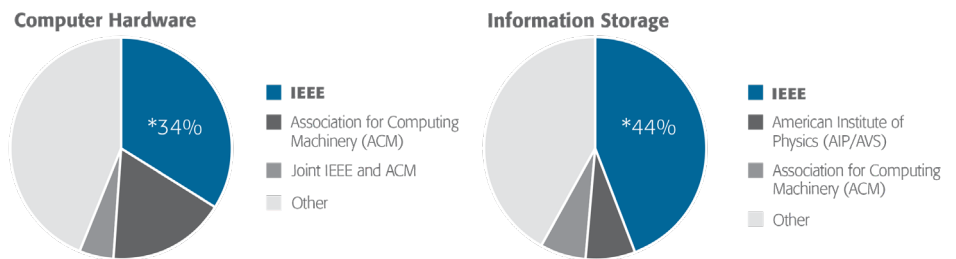 Computer Hardware
*34%
IEEE
Association for Computing
Machinery (ACM)
Joint IEEE and ACM
Other
Information Storage
*44%
IEEE
American Institute of
Physics (AIP/AVS)
Association for Computing
Machinery (ACM)
Other